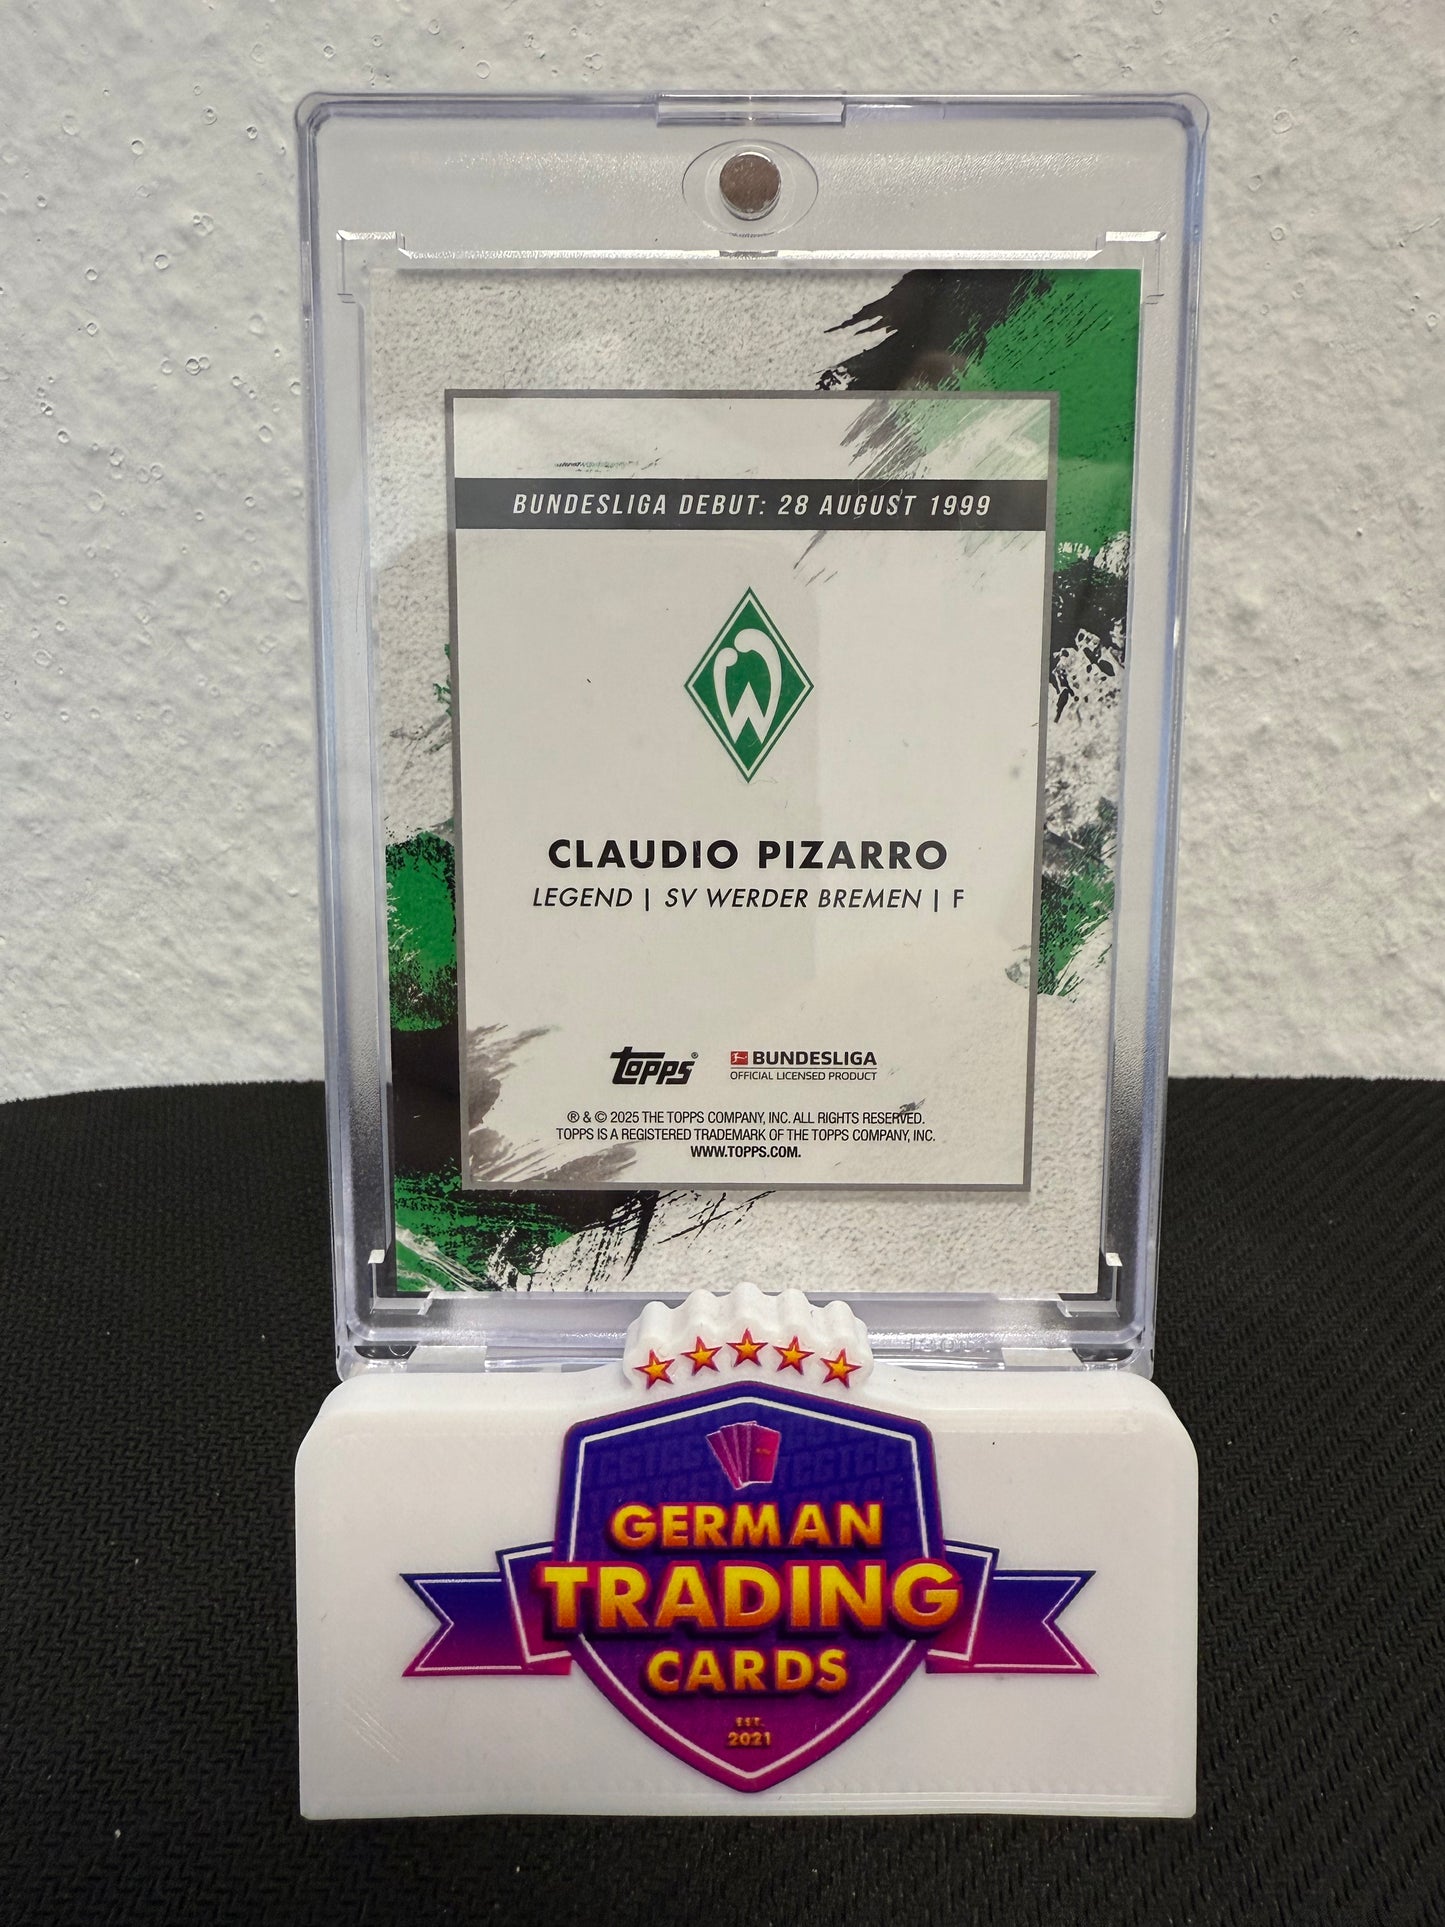 BUNDESLIGA DEBUT: 28 AUGUST 1999
CLAUDIO PIZARRO
LEGEND | SV WERDER BREMEN | F
Topps®
BUNDESLIGA
OFFICIAL LICENSED PRODUCT
® & © 2025 THE TOPPS COMPANY, INC. ALL RIGHTS RESERVED.
TOPPS IS A REGISTERED TRADEMARK OF THE TOPPS COMPANY, INC.
WWW.TOPPS.COM.
GERMAN
TRADING
CARDS
EST.
2021